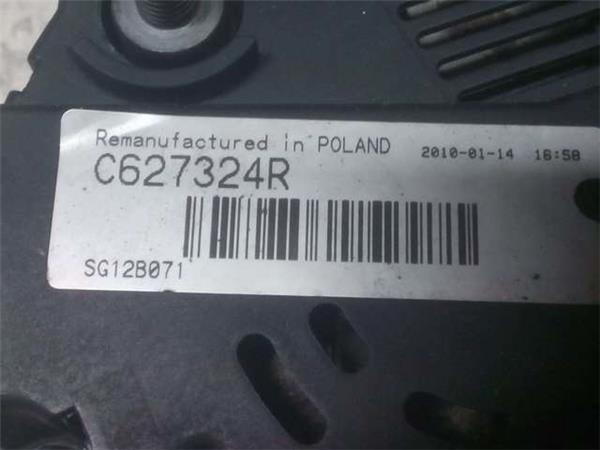 Remanufactured in POLAND 2010-01-14 16:58
C627324R
SG12B071